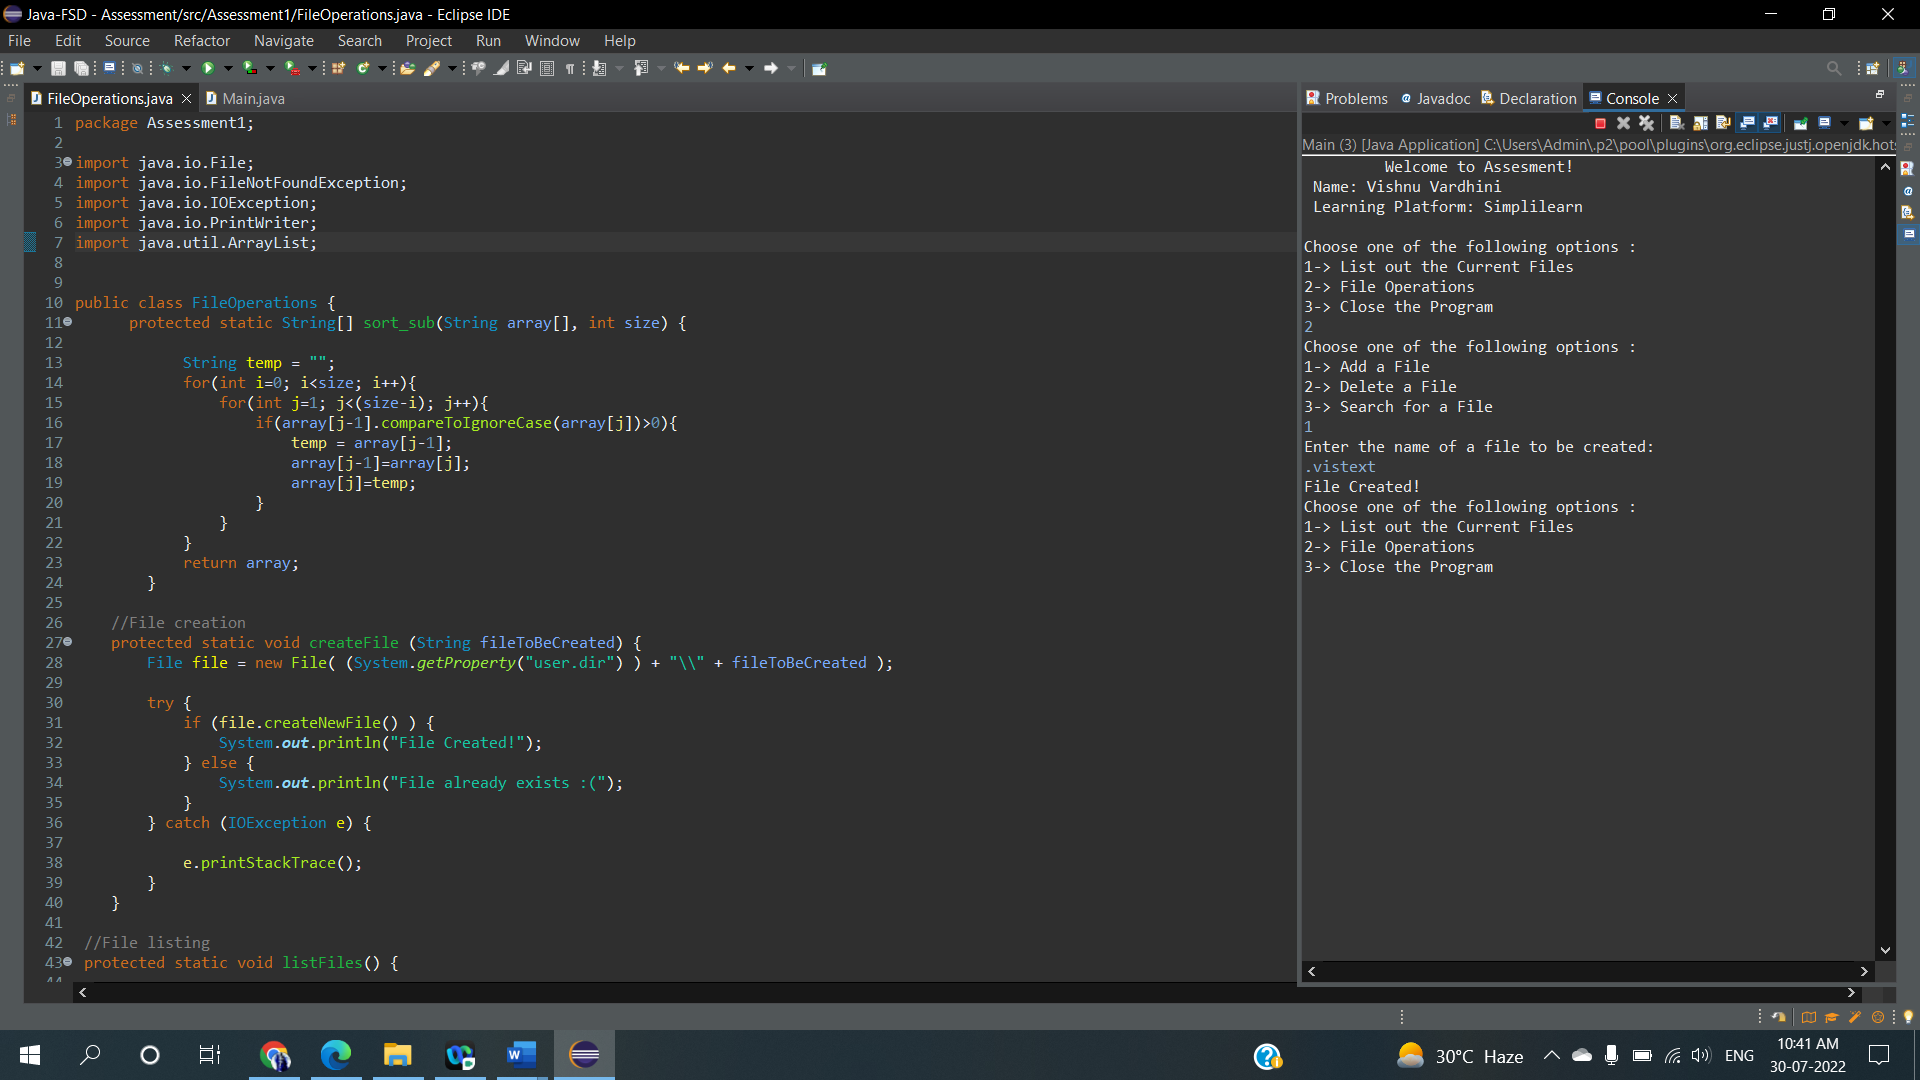 Java-FSD - Assessment/src/Assessment1/FileOperations.java - Eclipse IDE
File Edit Source Refactor Navigate Search Project Run Window Help
FileOperations.java Main.java
1 package Assessment1;
2
3 import java.io.File;
4 import java.io.FileNotFoundException;
5 import java.io.IOException;
6 import java.io.PrintWriter;
7 import java.util.ArrayList;
8
9
10 public class FileOperations {
11 protected static String[] sort_sub(String array[], int size) {
12
13 String temp = "";
14 for(int i=0; i<size; i++){
15 for(int j=1; j<(size-i); j++){
16 if(array[j-1].compareToIgnoreCase(array[j])>0){
17 temp = array[j-1];
18 array[j-1]=array[j];
19 array[j]=temp;
20 }
21 }
22 }
23 return array;
24 }
25
26 //File creation
27 protected static void createFile (String fileToBeCreated) {
28 File file = new File( (System.getProperty("user.dir") ) + "\\" + fileToBeCreated );
29
30 try {
31 if (file.createNewFile() ) {
32 System.out.println("File Created!");
33 } else {
34 System.out.println("File already exists :(");
35 }
36 } catch (IOException e) {
37
38 e.printStackTrace();
39 }
40 }
41
42 //File listing
43 protected static void listFiles() {
44
Problems Javadoc Declaration Console
Main (3) [Java Application] C:\Users\Admin\.p2\pool\plugins\org.eclipse.justj.openjdk.hots
Welcome to Assesment!
Name: Vishnu Vardhini
Learning Platform: Simplilearn
Choose one of the following options :
1-> List out the Current Files
2-> File Operations
3-> Close the Program
2
Choose one of the following options :
1-> Add a File
2-> Delete a File
3-> Search for a File
1
Enter the name of a file to be created:
.vistext
File Created!
Choose one of the following options :
1-> List out the Current Files
2-> File Operations
3-> Close the Program
30°C Haze ENG 10:41 AM
30-07-2022